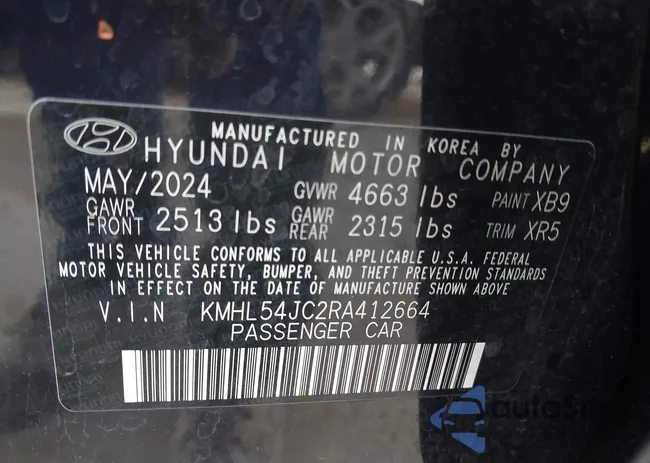 MANUFACTURED IN KOREA BY
HYUNDAI MOTOR COMPANY
MAY/2024 GVWR 4663 lbs PAINT XB9
GAWR FRONT 2513 lbs GAWR REAR 2315 lbs TRIM XR5
THIS VEHICLE CONFORMS TO ALL APPLICABLE U.S.A. FEDERAL
MOTOR VEHICLE SAFETY, BUMPER, AND THEFT PREVENTION STANDARDS
IN EFFECT ON THE DATE OF MANUFACTURE SHOWN ABOVE
V.I.N KMHL54JC2RA412664
PASSENGER CAR